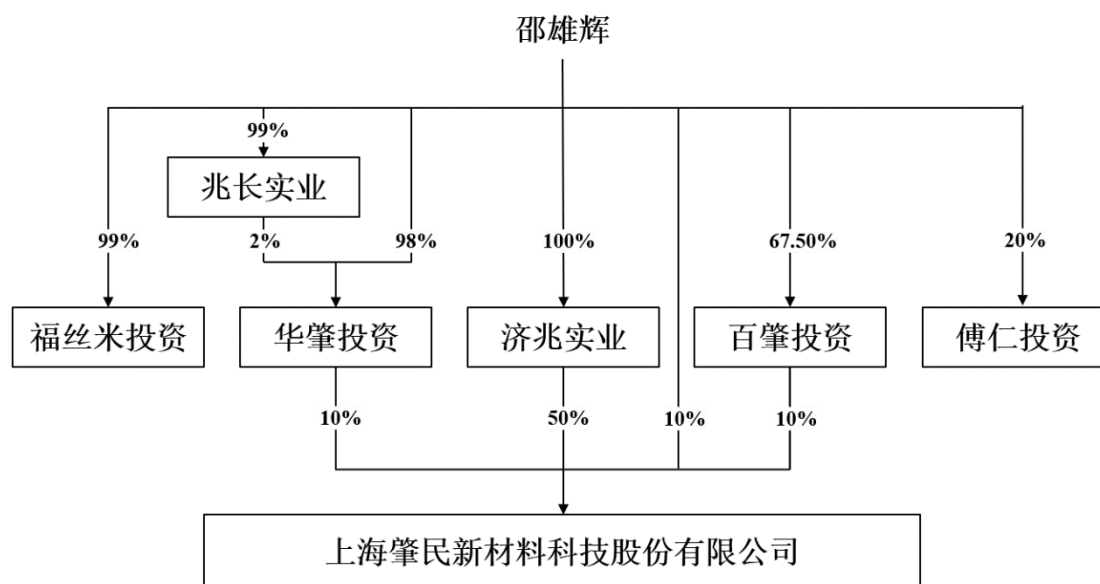 邵雄辉
99%
兆长实业
99%
2%
98%
100%
67.50%
20%
福丝米投资
华肇投资
济兆实业
百肇投资
傅仁投资
10%
50%
10%
10%
上海肇民新材料科技股份有限公司